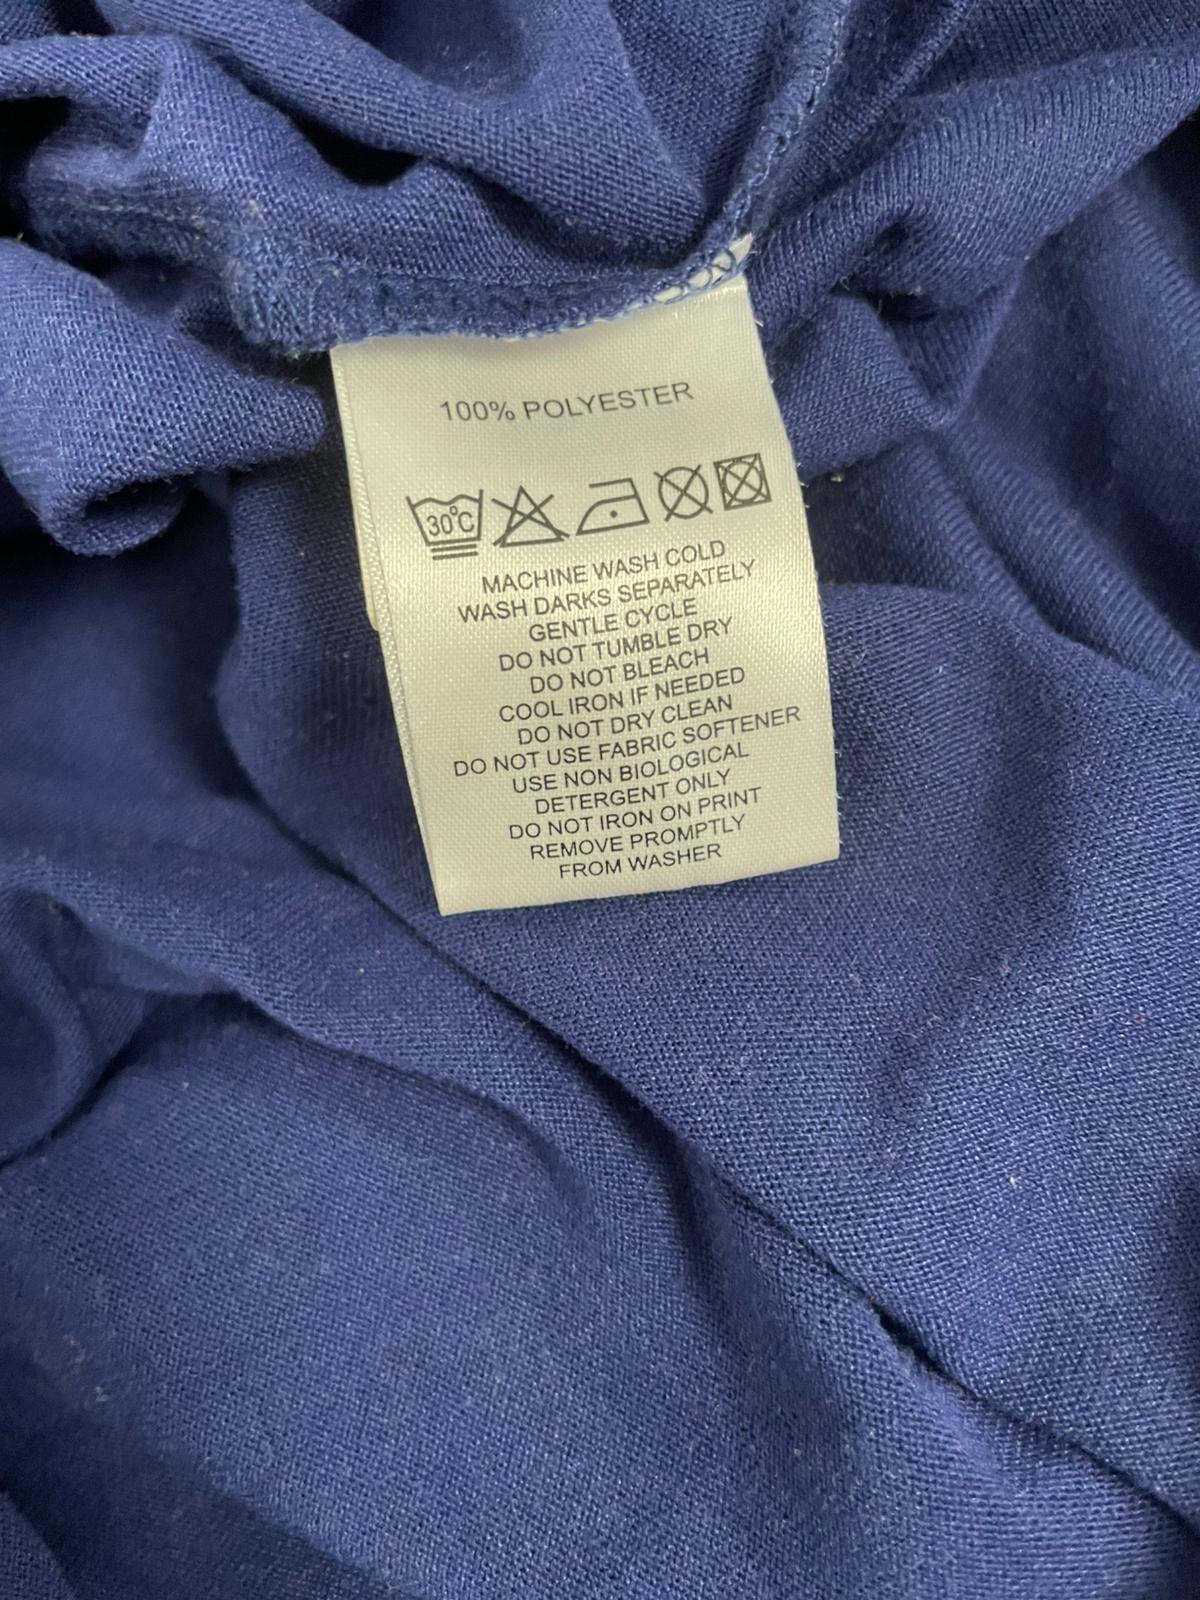 100% POLYESTER
30°C
MACHINE WASH COLD
WASH DARKS SEPARATELY
GENTLE CYCLE
DO NOT TUMBLE DRY
DO NOT BLEACH
COOL IRON IF NEEDED
DO NOT DRY CLEAN
DO NOT USE FABRIC SOFTENER
USE NON BIOLOGICAL
DETERGENT ONLY
DO NOT IRON ON PRINT
REMOVE PROMPTLY
FROM WASHER